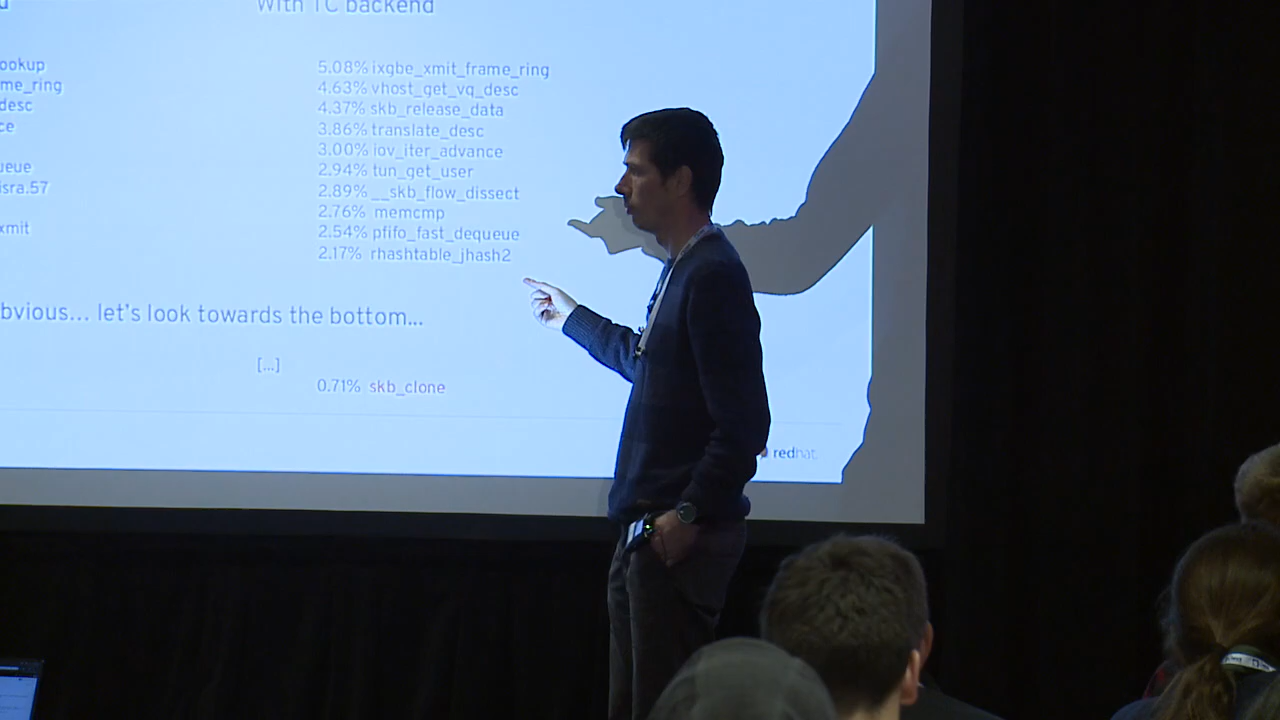 With TC backend
ookup
5.08% ixgbe_xmit_frame_ring
me_ring
4.63% vhost_get_vq_desc
desc
4.37% skb_release_data
ce
3.86% translate_desc
3.00% iov_iter_advance
ueue
2.94% tun_get_user
isra.57
2.89% __skb_flow_dissect
2.76% memcmp
xmit
2.54% pfifo_fast_dequeue
2.17% rhashtable_jhash2
bvious... let's look towards the bottom...
[...]
0.71% skb_clone
redhat.